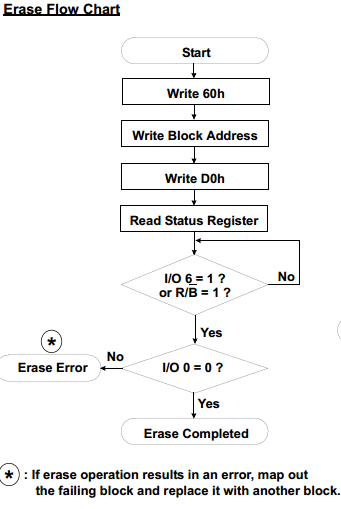 Erase Flow Chart
Start
Write 60h
Write Block Address
Write D0h
Read Status Register
I/O 6 = 1 ?
or R/B = 1 ?
No
Yes
*
No
Erase Error
I/O 0 = 0 ?
Yes
Erase Completed
* : If erase operation results in an error, map out
the failing block and replace it with another block.